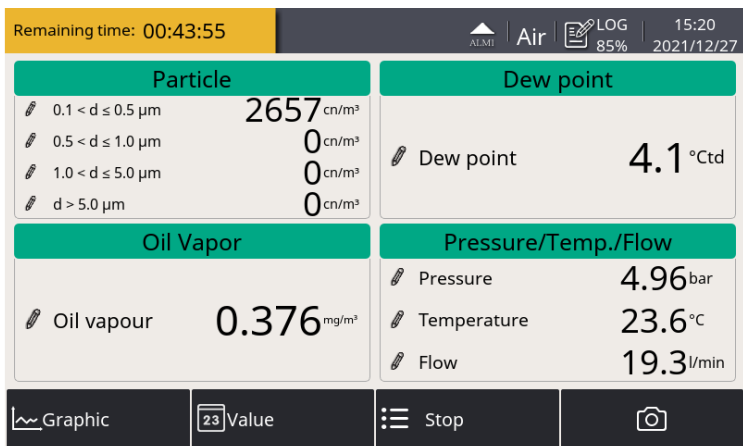 Remaining time: 00:43:55
ALMI
Air
LOG
85%
15:20
2021/12/27
Particle
0.1 < d ≤ 0.5 µm 2657 cn/m³
0.5 < d ≤ 1.0 µm 0 cn/m³
1.0 < d ≤ 5.0 µm 0 cn/m³
d > 5.0 µm 0 cn/m³
Dew point
Dew point 4.1 °Ctd
Oil Vapor
Oil vapour 0.376 mg/m³
Pressure/Temp./Flow
Pressure 4.96 bar
Temperature 23.6 °C
Flow 19.3 l/min
Graphic
23 Value
Stop